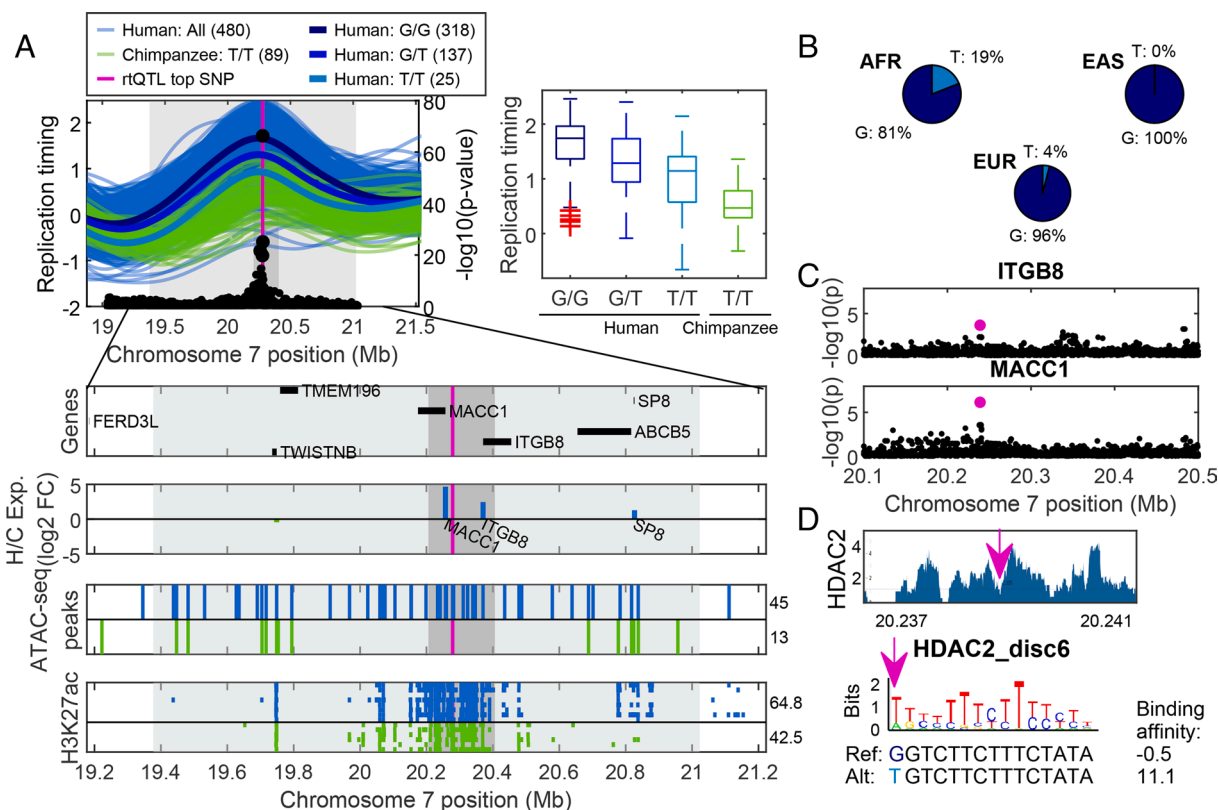 A
Human: All (480)
Chimpanzee: T/T (89)
rtQTL top SNP
Human: G/G (318)
Human: G/T (137)
Human: T/T (25)
Replication timing
2
1
0
-1
-2
80
60
40
20
0
-log10(p-value)
19 19.5 20 20.5 21 21.5
Chromosome 7 position (Mb)
Replication timing
2
1
0
G/G G/T T/T T/T
Human Chimpanzee
Genes
FERD3L
TMEM196
TWISTNB
MACC1
ITGB8
SP8
ABCB5
H/C Exp.
(log2 FC)
5
0
-5
MACC1
ITGB8
SP8
ATAC-seq
peaks
45
13
H3K27ac
64.8
42.5
19.2 19.4 19.6 19.8 20 20.2 20.4 20.6 20.8 21 21.2
Chromosome 7 position (Mb)
B
AFR
T: 19%
G: 81%
EAS
T: 0%
G: 100%
EUR
T: 4%
G: 96%
C
ITGB8
-log10(p)
5
0
MACC1
-log10(p)
5
0
20.1 20.2 20.3 20.4 20.5
Chromosome 7 position (Mb)
D
HDAC2
4
2
20.237 20.241
HDAC2_disc6
Bits
2
1
0
Binding
affinity:
Ref: GGTCTTCTTTCTATA -0.5
Alt: TGTCTTCTTTCTATA 11.1